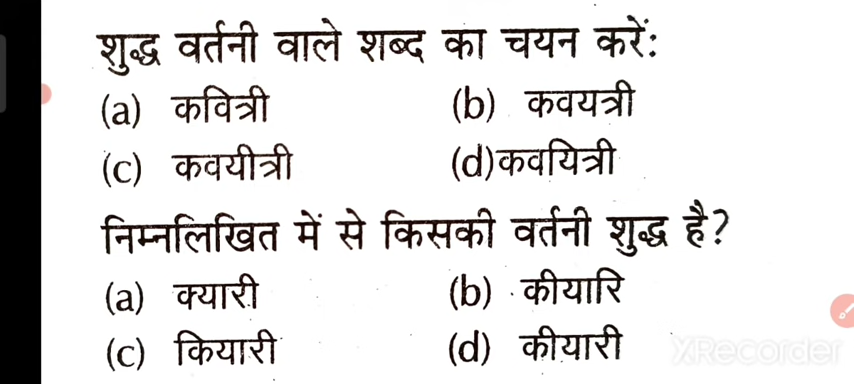 शुद्ध वर्तनी वाले शब्द का चयन करें:
(a) कवित्री (b) कवयत्री
(c) कवयीत्री (d)कवयित्री
निम्नलिखित में से किसकी वर्तनी शुद्ध है?
(a) क्यारी (b) कीयारि
(c) कियारी (d) कीयारी
XRecorder